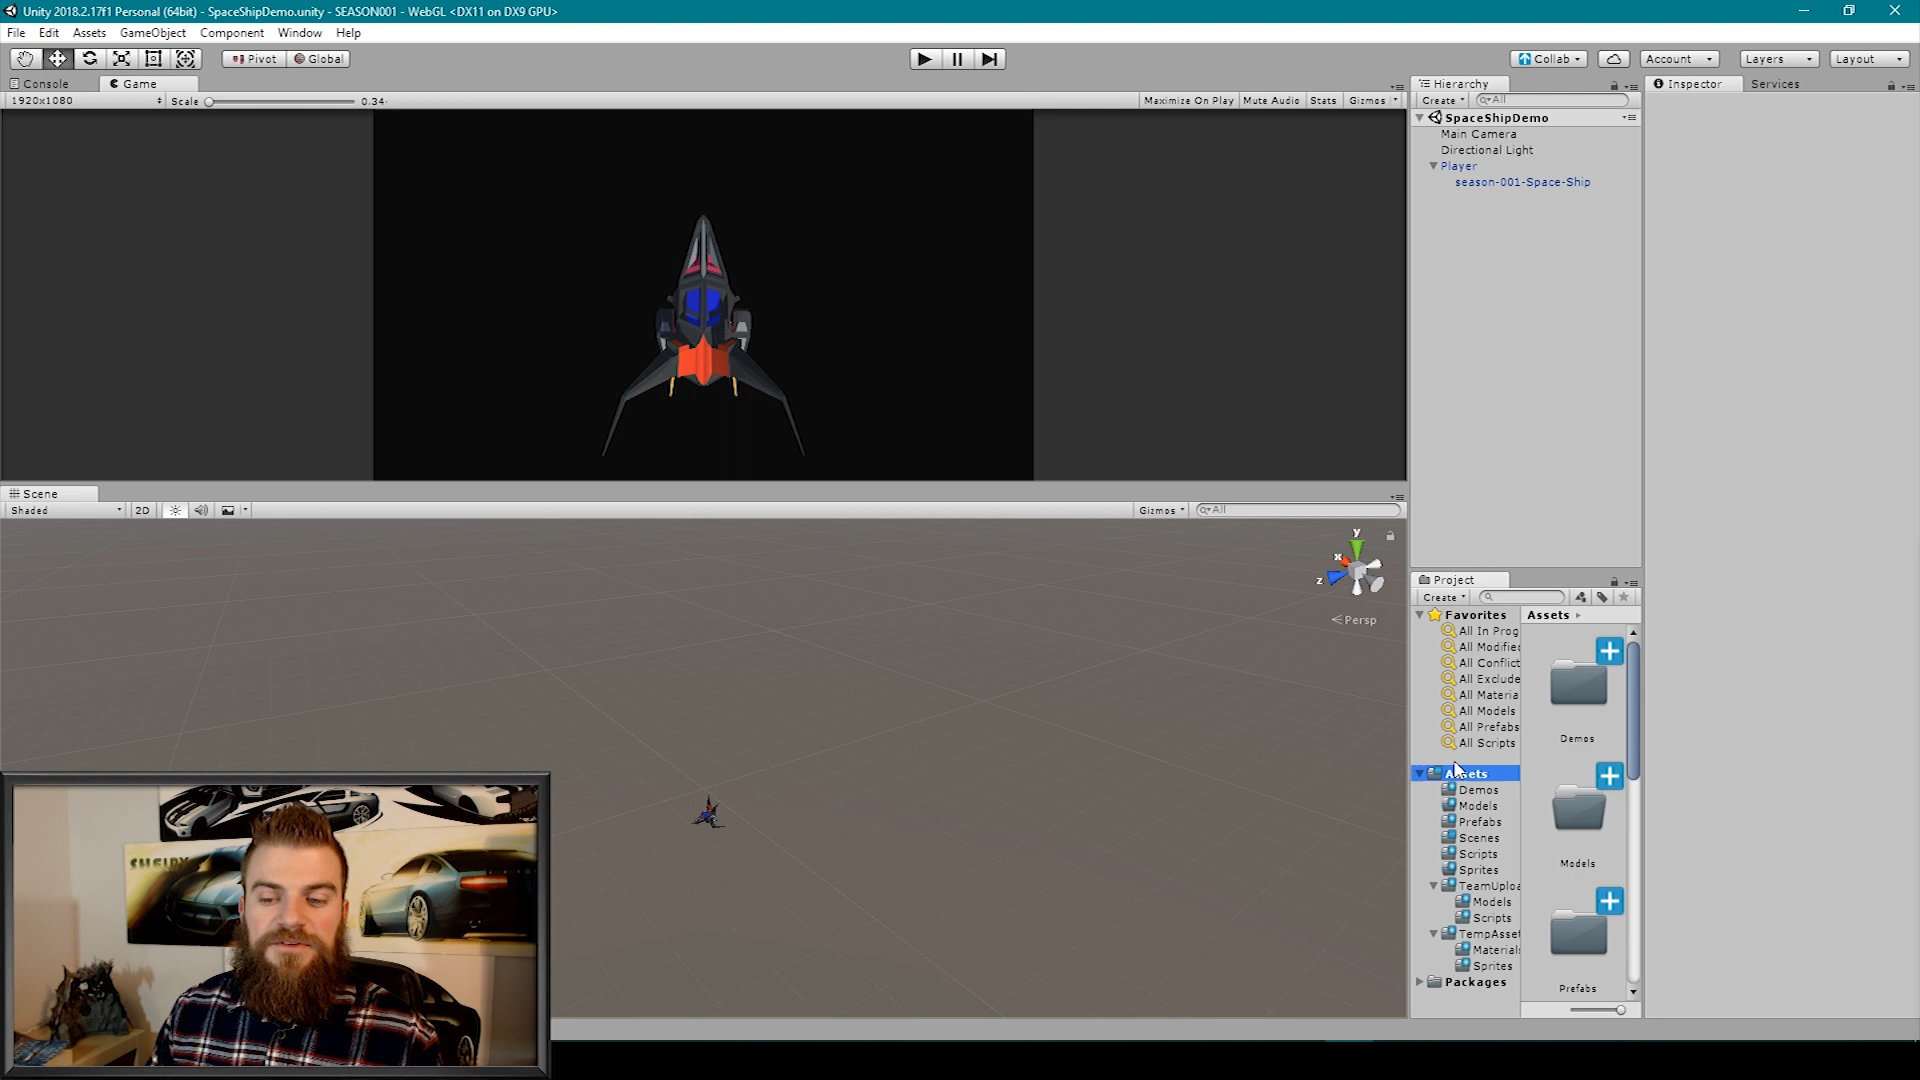 Unity 2018.2.17f1 Personal (64bit) - SpaceShipDemo.unity - SEASON001 - WebGL <DX11 on DX9 GPU>
File Edit Assets GameObject Component Window Help
Pivot Global Collab Account Layers Layout
Console Game
1920x1080 Scale 0.34 Maximize On Play Mute Audio Stats Gizmos
Scene
Shaded 2D Gizmos All
y
x
z
Persp
Hierarchy
Create All
SpaceShipDemo
Main Camera
Directional Light
Player
season-001-Space-Ship
Project
Create
Favorites
All In Prog
All Modifie
All Conflict
All Exclude
All Materia
All Models
All Prefabs
All Scripts
Assets
Demos
Models
Prefabs
Scenes
Scripts
Sprites
TeamUploa
Models
Scripts
TempAsset
Material
Sprites
Packages
Assets
Demos
Models
Prefabs
Inspector Services
SHELBY